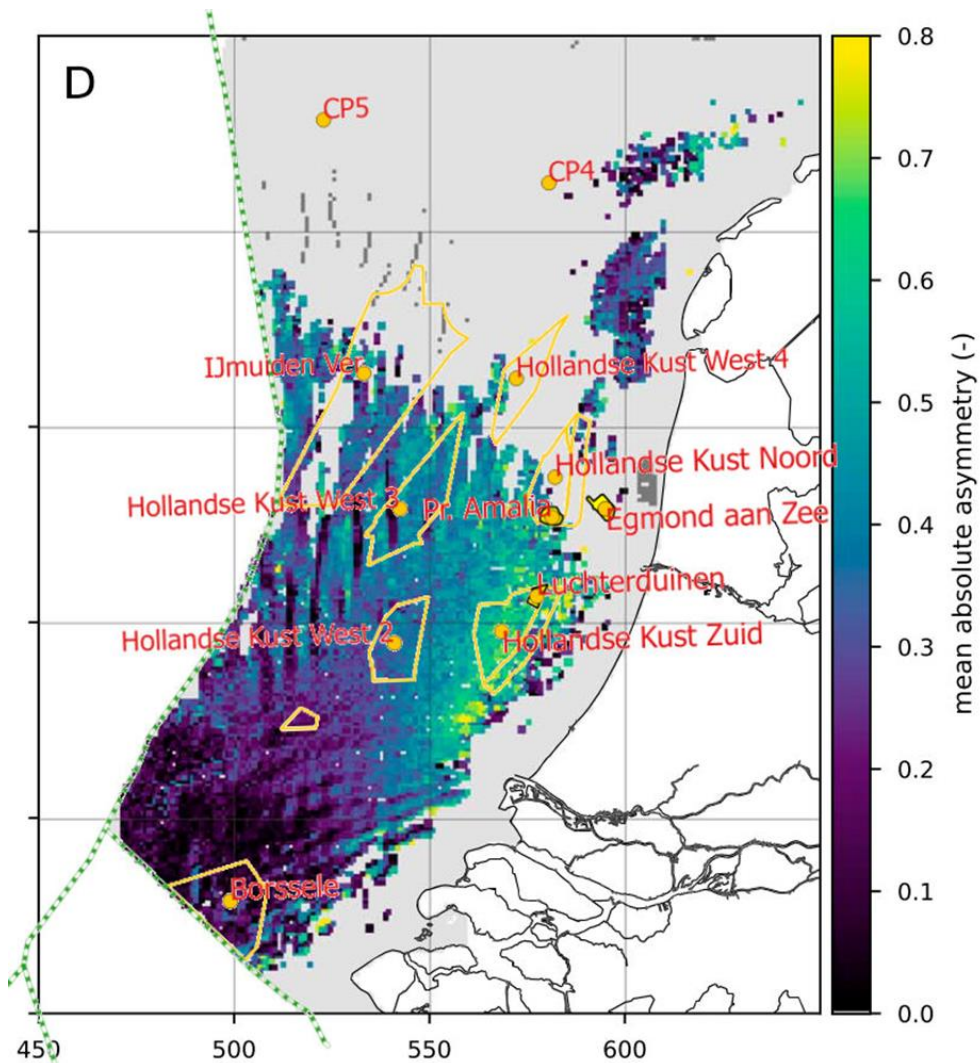 D
CP5
CP4
IJmuiden Ver
Hollandse Kust West 4
Hollandse Kust Noord
Hollandse Kust West 3
Pr. Amalia
Egmond aan Zee
Luchterduinen
Hollandse Kust West 2
Hollandse Kust Zuid
Borssele
450
500
550
600
0.8
0.7
0.6
0.5
0.4
0.3
0.2
0.1
0.0
mean absolute asymmetry (-)